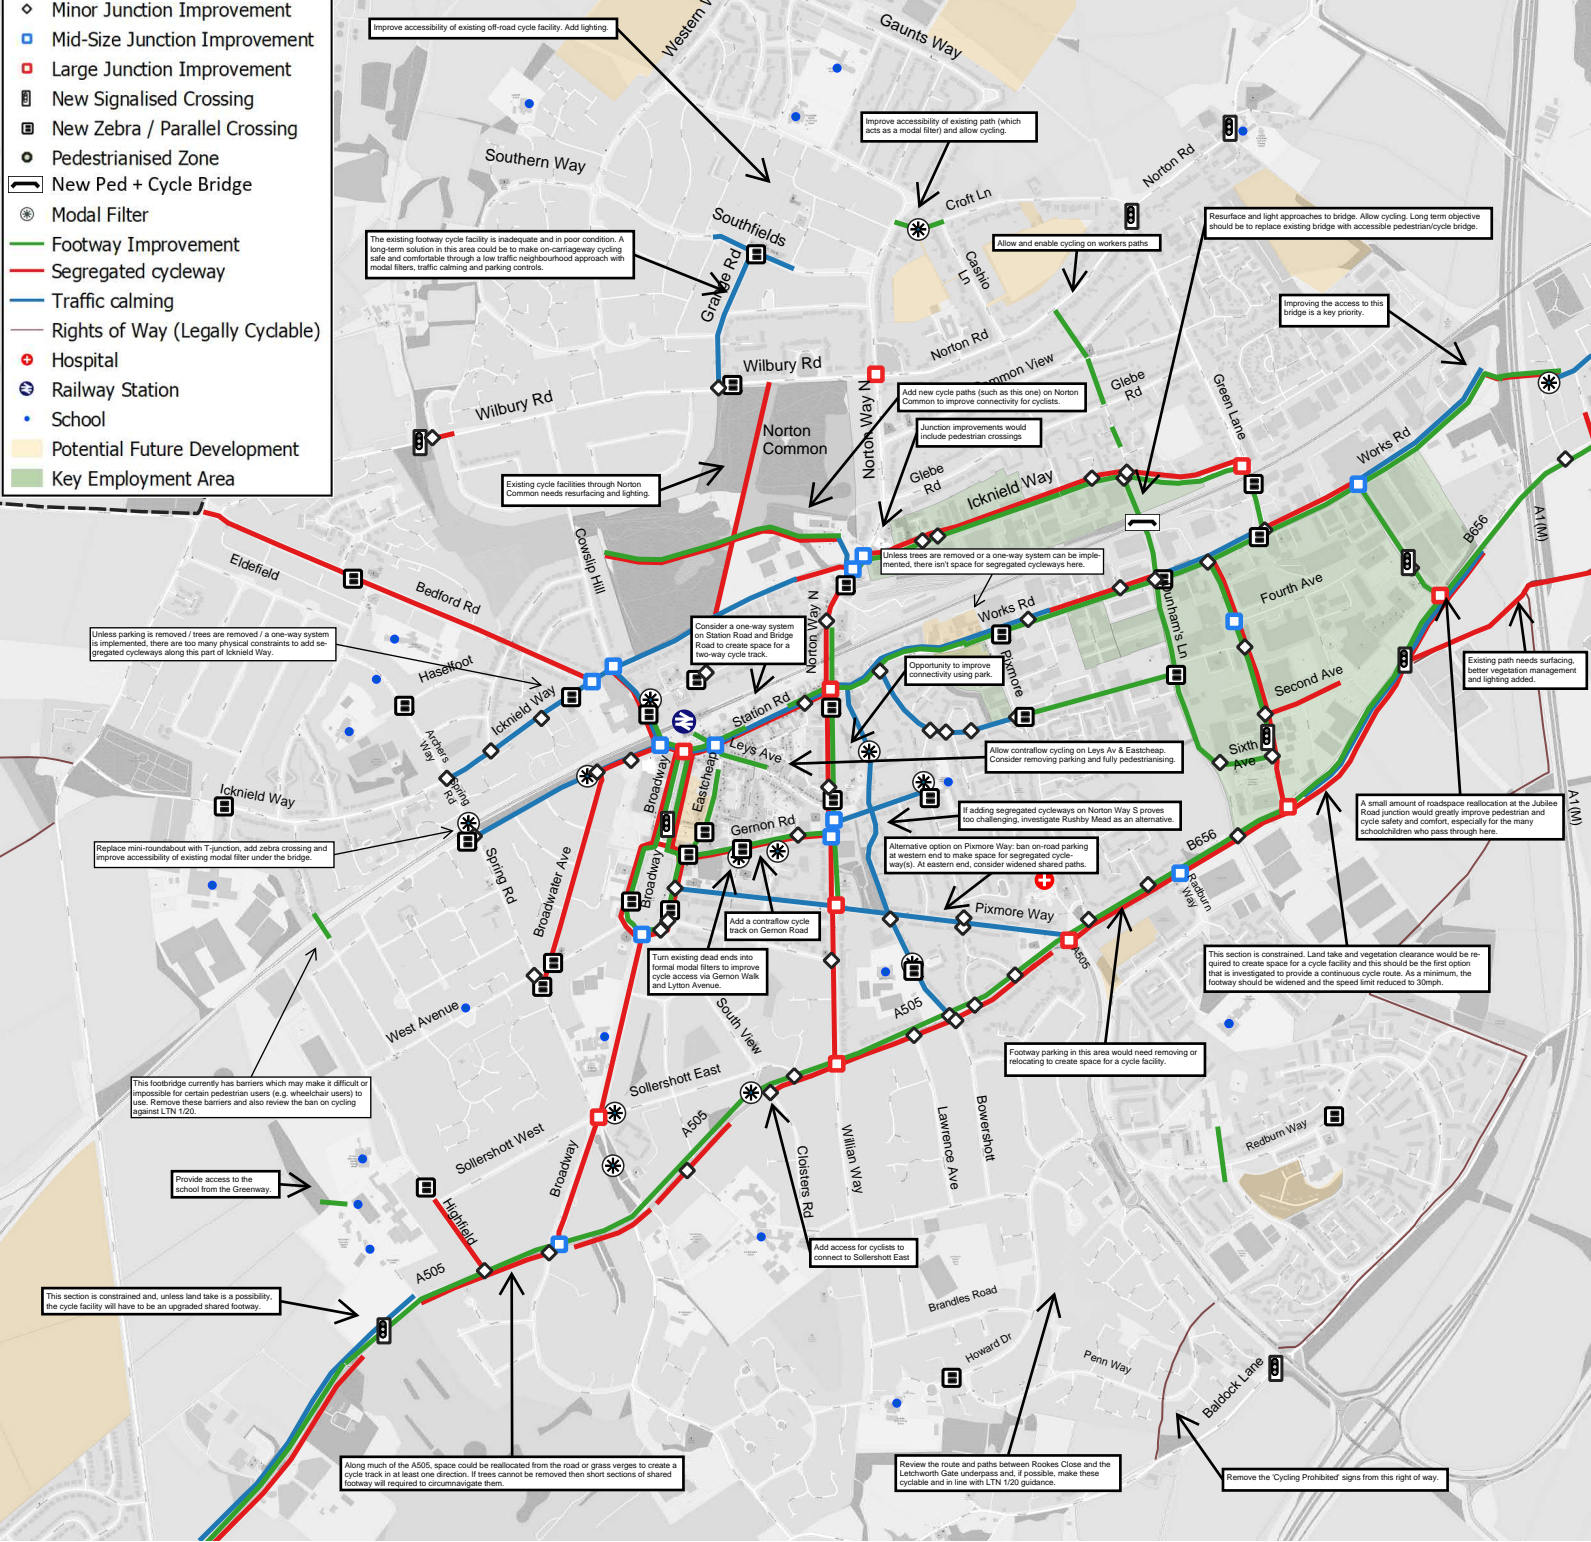 Minor Junction Improvement
Mid-Size Junction Improvement
Large Junction Improvement
New Signalised Crossing
New Zebra / Parallel Crossing
Pedestrianised Zone
New Ped + Cycle Bridge
Modal Filter
Footway Improvement
Segregated cycleway
Traffic calming
Rights of Way (Legally Cyclable)
Hospital
Railway Station
School
Potential Future Development
Key Employment Area
Improve accessibility of existing off-road cycle facility. Add lighting.
Western W
Gaunts Way
Improve accessibility of existing path (which
acts as a modal filter) and allow cycling.
Southern Way
Norton Rd
Croft Ln
Southfields
Resurface and light approaches to bridge. Allow cycling. Long term objective
should be to replace existing bridge with accessible pedestrian/cycle bridge.
The existing footway cycle facility is inadequate and in poor condition. A
long-term solution in this area could be to make on-carriageway cycling
safe and comfortable through a low traffic neighbourhood approach with
modal filters, traffic calming and parking controls.
Allow and enable cycling on workers paths
Cashio
Ln
Grange Rd
Improving the access to this
bridge is a key priority.
Norton Rd
Wilbury Rd
Common View
Glebe
Rd
Green Lane
Wilbury Rd
Norton Way N
Add new cycle paths (such as this one) on Norton
Common to improve connectivity for cyclists.
Norton
Common
Junction improvements would
include pedestrian crossings
Works Rd
Glebe
Rd
Icknield Way
Existing cycle facilities through Norton
Common needs resurfacing and lighting.
A1(M)
B656
Cowslip Hill
Eldefield
Bedford Rd
Unless trees are removed or a one-way system can be imple-
mented, there isn't space for segregated cycleways here.
Fourth Ave
Works Rd
Dunham's Ln
Norton Way N
Consider a one-way system
on Station Road and Bridge
Road to create space for a
two-way cycle track.
Unless parking is removed / trees are removed / a one-way system
is implemented, there are too many physical constraints to add se-
gregated cycleways along this part of Icknield Way.
Haselfoot
Opportunity to improve
connectivity using park.
Pixmore
Existing path needs surfacing,
better vegetation management
and lighting added.
Second Ave
Icknield Way
Station Rd
Archers
Way
Leys Ave
Allow contraflow cycling on Leys Av & Eastcheap.
Consider removing parking and fully pedestrianising.
Sixth
Ave
Spring
Rd
Broadway
Eastcheap
Icknield Way
A1(M)
If adding segregated cycleways on Norton Way S proves
too challenging, investigate Rushby Mead as an alternative.
A small amount of roadspace reallocation at the Jubilee
Road junction would greatly improve pedestrian and
cycle safety and comfort, especially for the many
schoolchildren who pass through here.
Gernon Rd
B656
Replace mini-roundabout with T-junction, add zebra crossing and
improve accessibility of existing modal filter under the bridge.
Alternative option on Pixmore Way: ban on-road parking
at western end to make space for segregated cycle-
way(s). At eastern end, consider widened shared paths.
Spring Rd
Broadwater Ave
Broadway
Radburn
Way
Pixmore Way
Add a contraflow cycle
track on Gernon Road
Turn existing dead ends into
formal modal filters to improve
cycle access via Gernon Walk
and Lytton Avenue.
A505
This section is constrained. Land take and vegetation clearance would be re-
quired to create space for a cycle facility and this should be the first option
that is investigated to provide a continuous cycle route. As a minimum, the
footway should be widened and the speed limit reduced to 30mph.
West Avenue
South View
A505
Footway parking in this area would need removing or
relocating to create space for a cycle facility.
This footbridge currently has barriers which may make it difficult or
impossible for certain pedestrian users (e.g. wheelchair users) to
use. Remove these barriers and also review the ban on cycling
against LTN 1/20.
Sollershott East
A505
Lawrence Ave
Bowershott
Redburn Way
Sollershott West
Broadway
Cloisters Rd
Willian Way
Provide access to the
school from the Greenway.
Highfield
Add access for cyclists to
connect to Sollershott East
A505
This section is constrained and, unless land take is a possibility,
the cycle facility will have to be an upgraded shared footway.
Brandles Road
Howard Dr
Penn Way
Baldock Lane
Along much of the A505, space could be reallocated from the road or grass verges to create a
cycle track in at least one direction. If trees cannot be removed then short sections of shared
footway will required to circumnavigate them.
Review the route and paths between Rookes Close and the
Letchworth Gate underpass and, if possible, make these
cyclable and in line with LTN 1/20 guidance.
Remove the 'Cycling Prohibited' signs from this right of way.